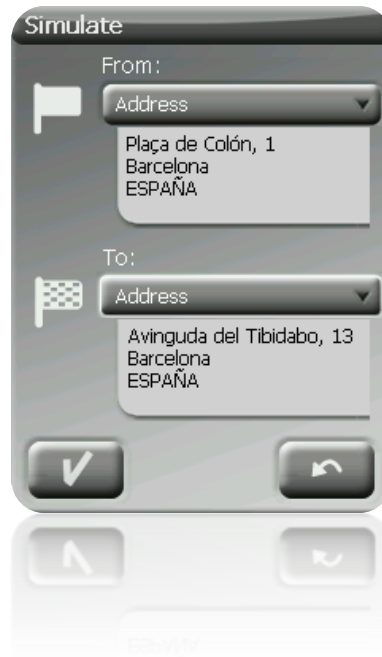 Simulate
From:
Address
Plaça de Colón, 1
Barcelona
ESPAÑA
To:
Address
Avinguda del Tibidabo, 13
Barcelona
ESPAÑA